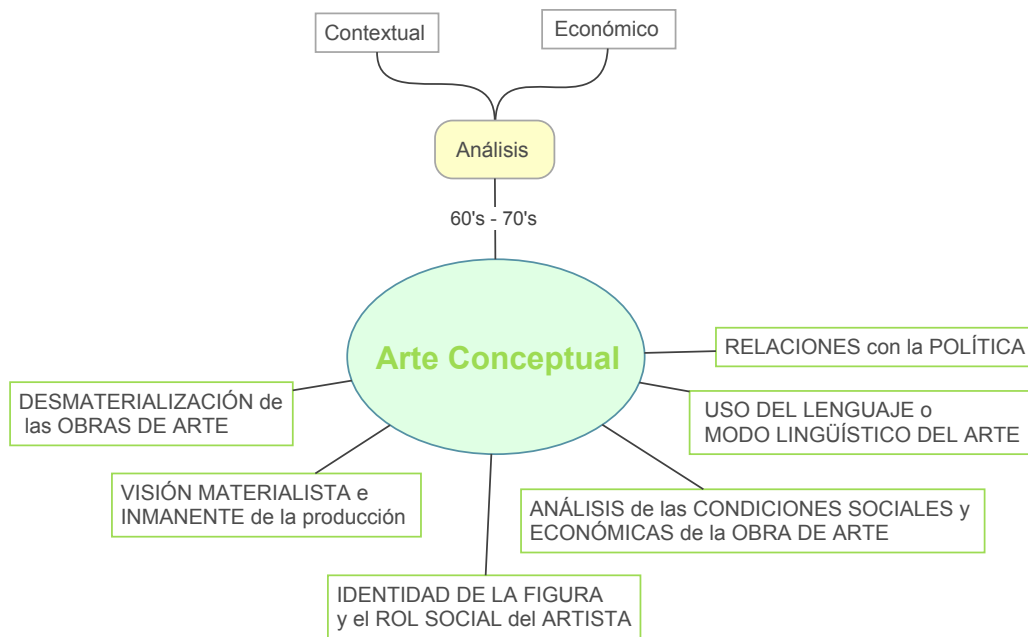 Contextual
Económico
Análisis
60's - 70's
Arte Conceptual
RELACIONES con la POLÍTICA
DESMATERIALIZACIÓN de
las OBRAS DE ARTE
USO DEL LENGUAJE o
MODO LINGÜÍSTICO DEL ARTE
VISIÓN MATERIALISTA e
INMANENTE de la producción
ANÁLISIS de las CONDICIONES SOCIALES y
ECONÓMICAS de la OBRA DE ARTE
IDENTIDAD DE LA FIGURA
y el ROL SOCIAL del ARTISTA